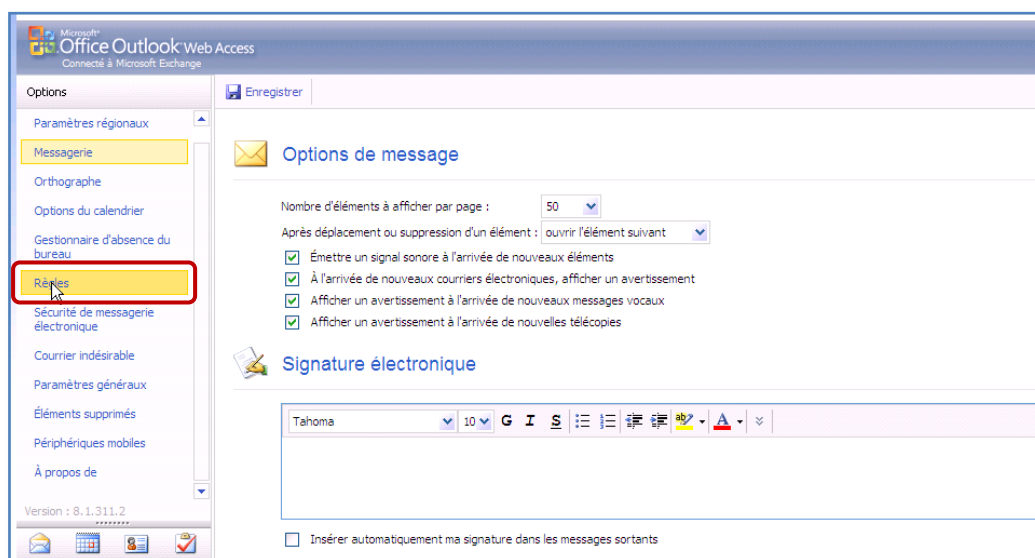 Microsoft®
Office Outlook Web Access
Connecté à Microsoft Exchange
Options
Enregistrer
Paramètres régionaux
Messagerie
Orthographe
Options du calendrier
Gestionnaire d'absence du
bureau
Règles
Sécurité de messagerie
électronique
Courrier indésirable
Paramètres généraux
Éléments supprimés
Périphériques mobiles
À propos de
Version : 8.1.311.2
Options de message
Nombre d'éléments à afficher par page : 50
Après déplacement ou suppression d'un élément : ouvrir l'élément suivant
Émettre un signal sonore à l'arrivée de nouveaux éléments
À l'arrivée de nouveaux courriers électroniques, afficher un avertissement
Afficher un avertissement à l'arrivée de nouveaux messages vocaux
Afficher un avertissement à l'arrivée de nouvelles télécopies
Signature électronique
Tahoma 10 G I S ab A
Insérer automatiquement ma signature dans les messages sortants